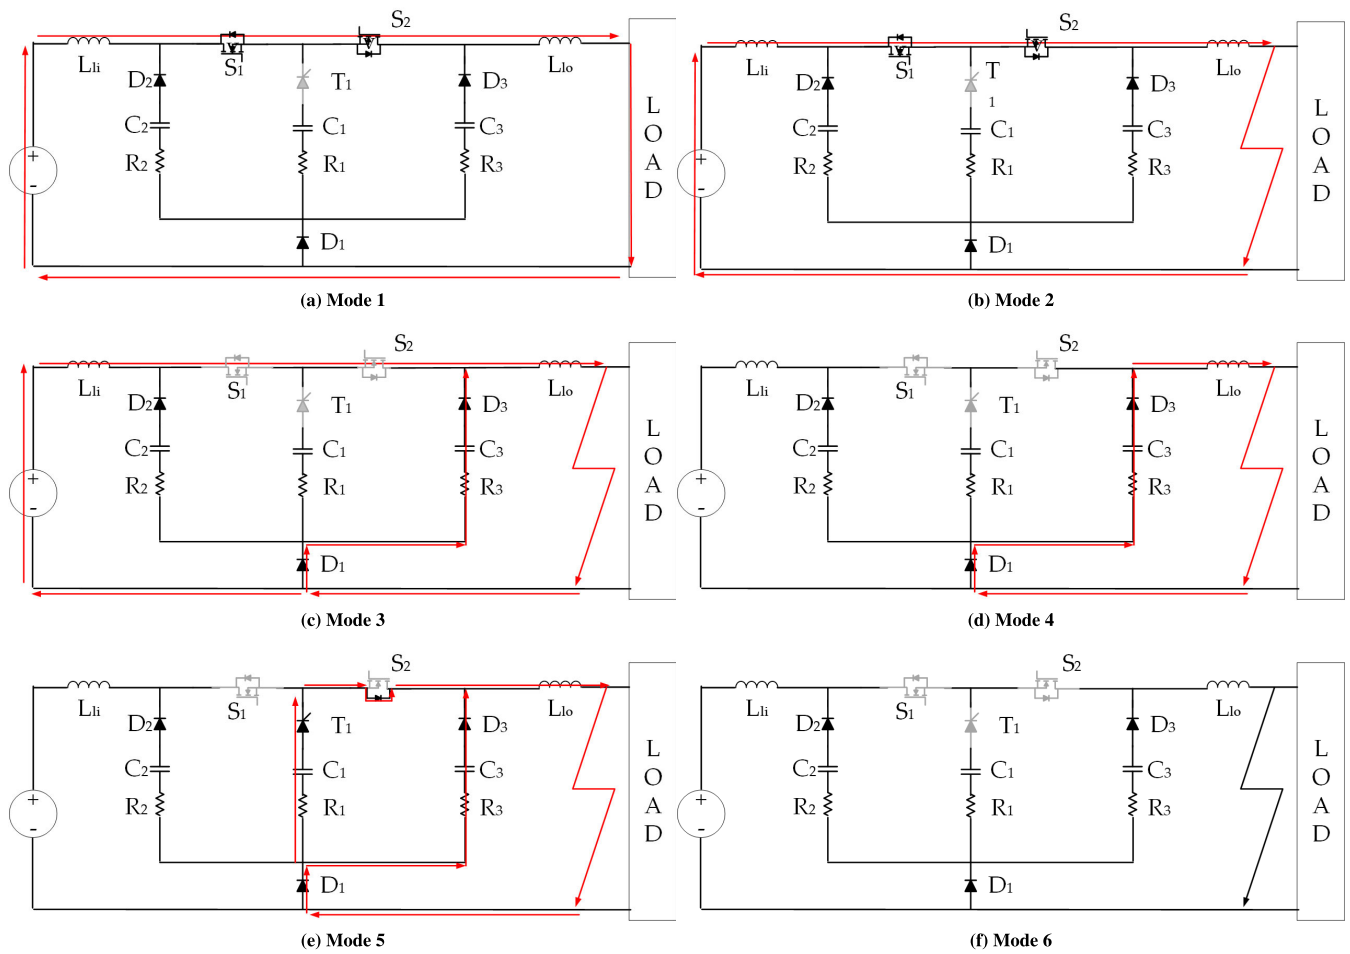 S2
Lli
S1
D2
T1
D3
Llo
C2
C1
C3
R2
R1
R3
D1
+
-
L
O
A
D
(a) Mode 1
S2
Lli
S1
D2
T
1
D3
Llo
C2
C1
C3
R2
R1
R3
D1
+
-
L
O
A
D
(b) Mode 2
S2
Lli
S1
D2
T1
D3
Llo
C2
C1
C3
R2
R1
R3
D1
+
-
L
O
A
D
(c) Mode 3
S2
Lli
S1
D2
T1
D3
Llo
C2
C1
C3
R2
R1
R3
D1
+
-
L
O
A
D
(d) Mode 4
S2
Lli
S1
D2
T1
D3
Llo
C2
C1
C3
R2
R1
R3
D1
+
-
L
O
A
D
(e) Mode 5
S2
Lli
S1
D2
T1
D3
Llo
C2
C1
C3
R2
R1
R3
D1
+
-
L
O
A
D
(f) Mode 6